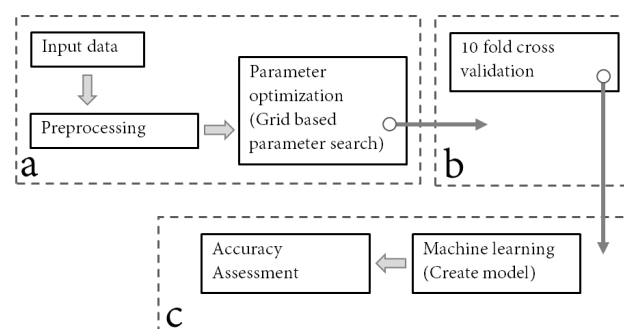 Input data
Preprocessing
Parameter
optimization
(Grid based
parameter search)
a
10 fold cross
validation
b
Accuracy
Assessment
Machine learning
(Create model)
c